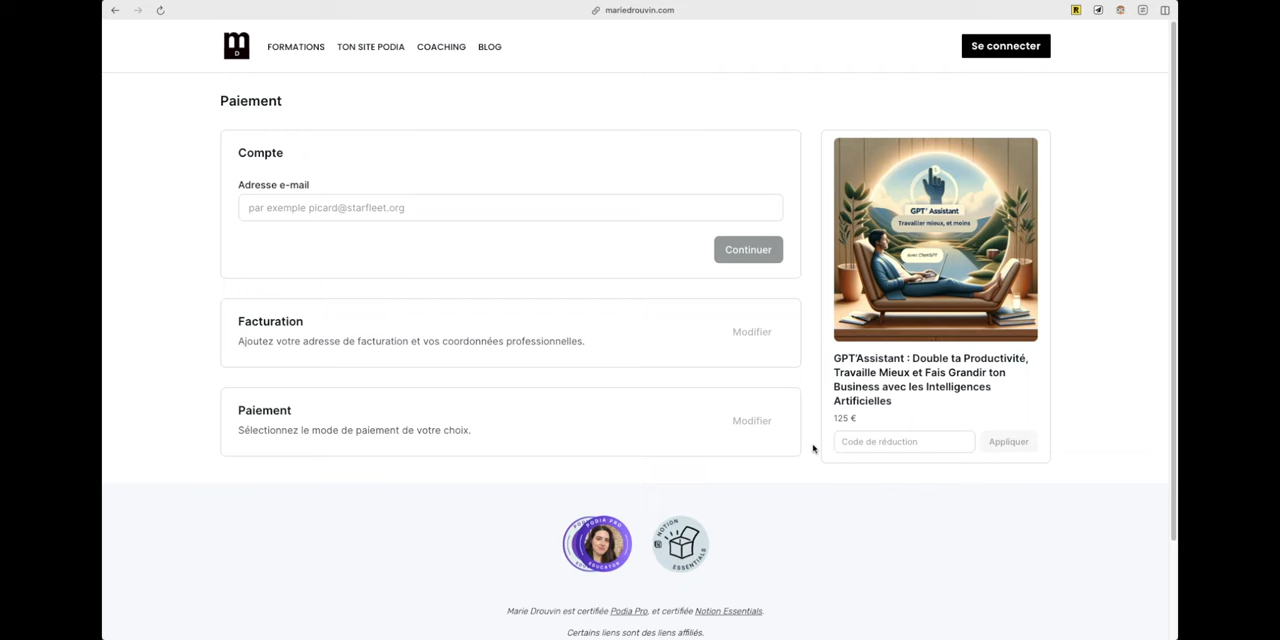 mariedrouvin.com
m
D
FORMATIONS
TON SITE PODIA
COACHING
BLOG
Se connecter
Paiement
Compte
Adresse e-mail
par exemple picard@starfleet.org
Continuer
Facturation
Ajoutez votre adresse de facturation et vos coordonnées professionnelles.
Modifier
Paiement
Sélectionnez le mode de paiement de votre choix.
Modifier
GPT' Assistant
Travailler mieux, et moins
avec ChatGPT
GPT'Assistant : Double ta Productivité,
Travaille Mieux et Fais Grandir ton
Business avec les Intelligences
Artificielles
125 €
Code de réduction
Appliquer
PODIA PRO
NOTION
ESSENTIALS
Marie Drouvin est certifiée Podia Pro, et certifiée Notion Essentials.
Certains liens sont des liens affiliés.